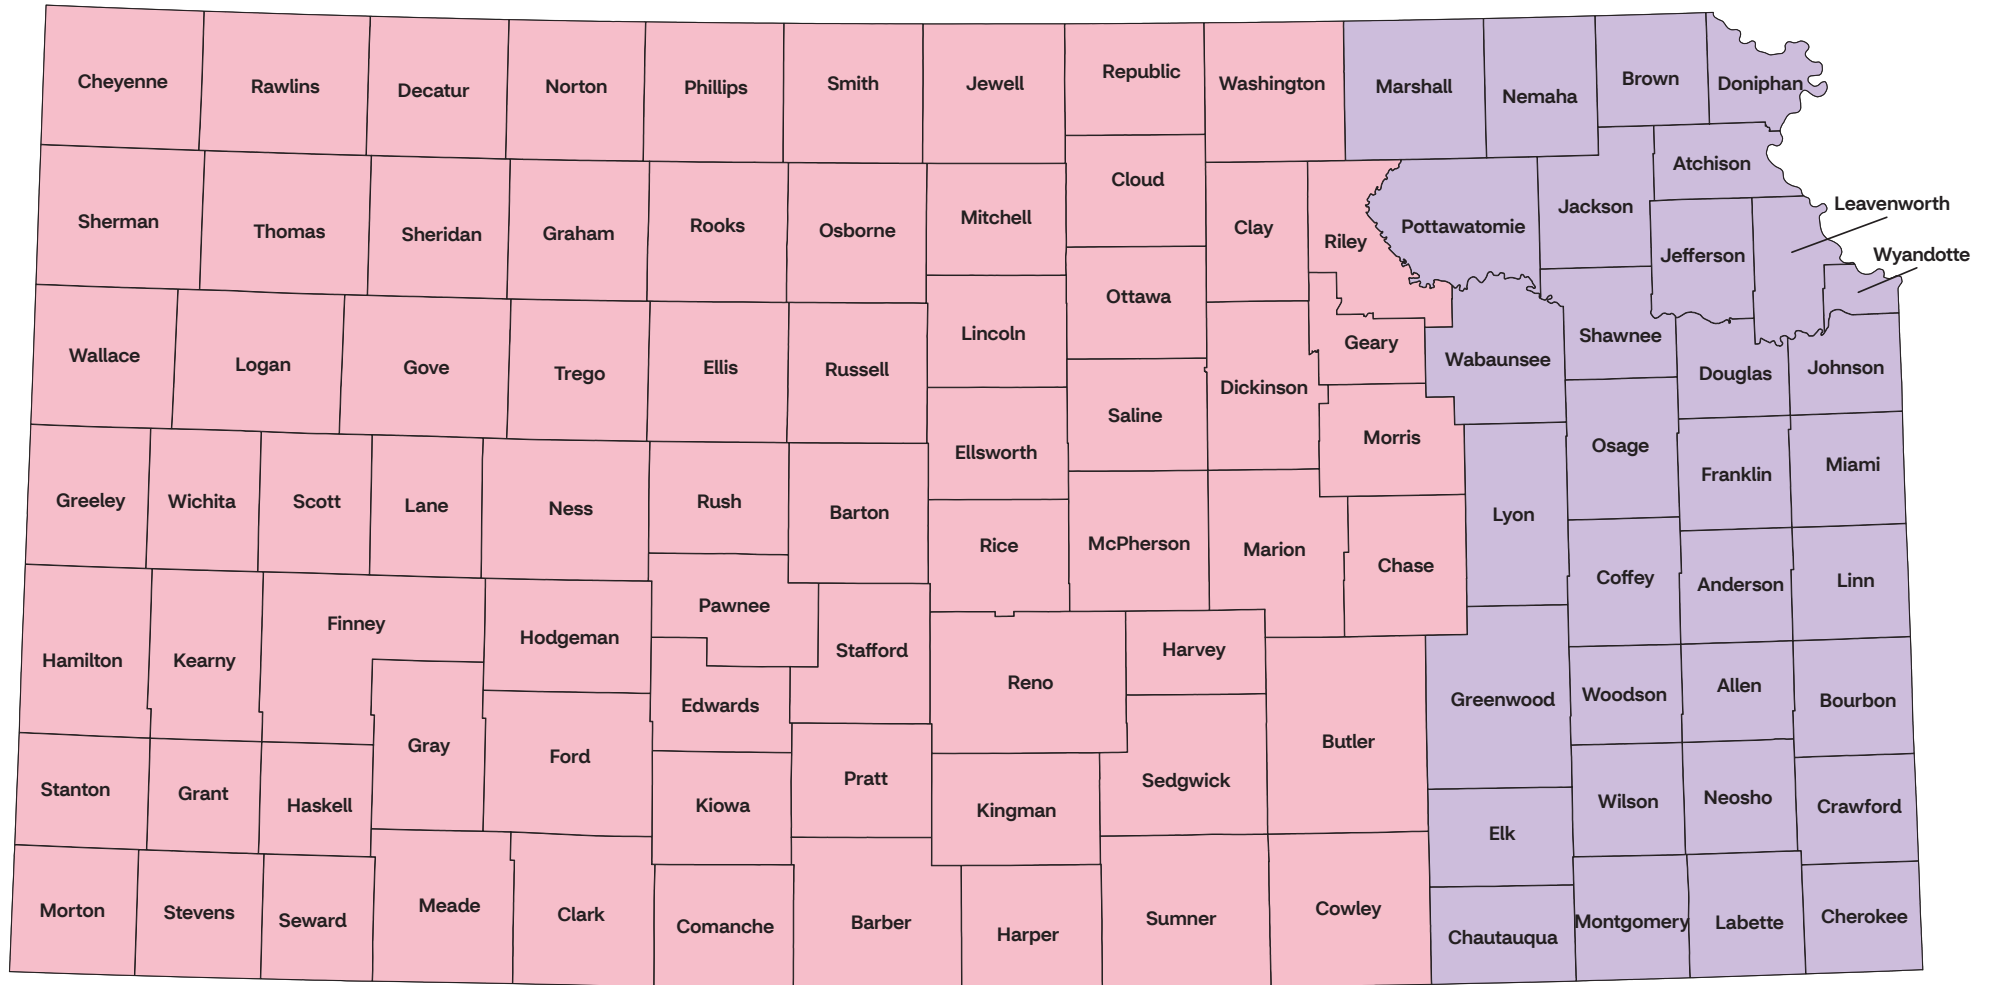 Cheyenne
Rawlins
Decatur
Norton
Phillips
Smith
Jewell
Republic
Washington
Marshall
Nemaha
Brown
Doniphan
Cloud
Atchison
Sherman
Thomas
Sheridan
Graham
Rooks
Osborne
Mitchell
Clay
Riley
Pottawatomie
Jackson
Jefferson
Leavenworth
Wyandotte
Ottawa
Wallace
Logan
Gove
Trego
Ellis
Russell
Lincoln
Saline
Dickinson
Geary
Wabaunsee
Shawnee
Douglas
Johnson
Greeley
Wichita
Scott
Lane
Ness
Rush
Barton
Ellsworth
Morris
Osage
Franklin
Miami
Rice
McPherson
Marion
Chase
Lyon
Coffey
Anderson
Linn
Hamilton
Kearny
Finney
Hodgeman
Pawnee
Stafford
Reno
Harvey
Greenwood
Woodson
Allen
Bourbon
Gray
Ford
Edwards
Pratt
Sedgwick
Butler
Stanton
Grant
Haskell
Kiowa
Kingman
Elk
Wilson
Neosho
Crawford
Morton
Stevens
Seward
Meade
Clark
Comanche
Barber
Harper
Sumner
Cowley
Chautauqua
Montgomery
Labette
Cherokee